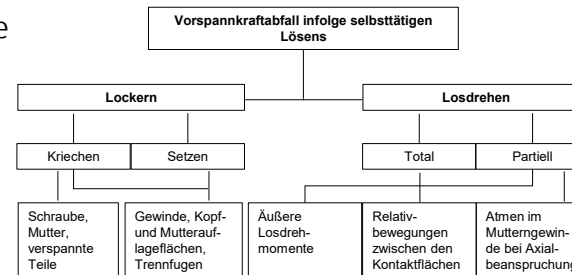 e
Vorspannkraftabfall infolge selbsttätigen
Lösens
Lockern
Losdrehen
Kriechen
Setzen
Total
Partiell
Schraube,
Mutter,
verspannte
Teile
Gewinde, Kopf-
und Mutterauf-
lageflächen,
Trennfugen
Äußere
Losdreh-
momente
Relativ-
bewegungen
zwischen den
Kontaktflächen
Atmen im
Mutterngewin-
de bei Axial-
beanspruchung